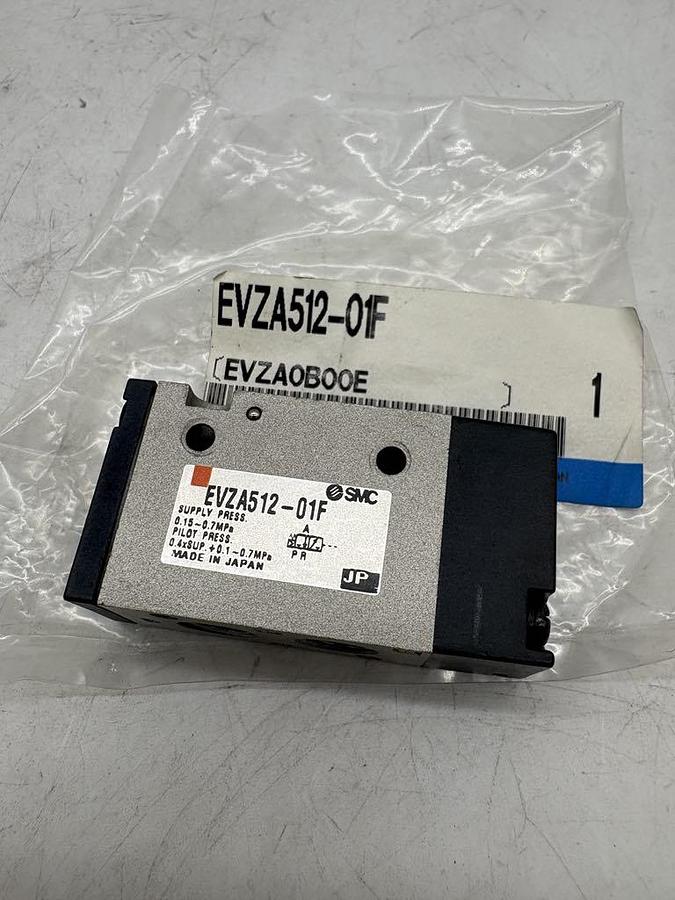 EVZA512-01F
EVZA0B00E
1
SMC
EVZA512-01F
SUPPLY PRESS.
0.15~0.7MPa
PILOT PRESS.
0.4xSUP.+0.1~0.7MPa
MADE IN JAPAN
A
P R
JP